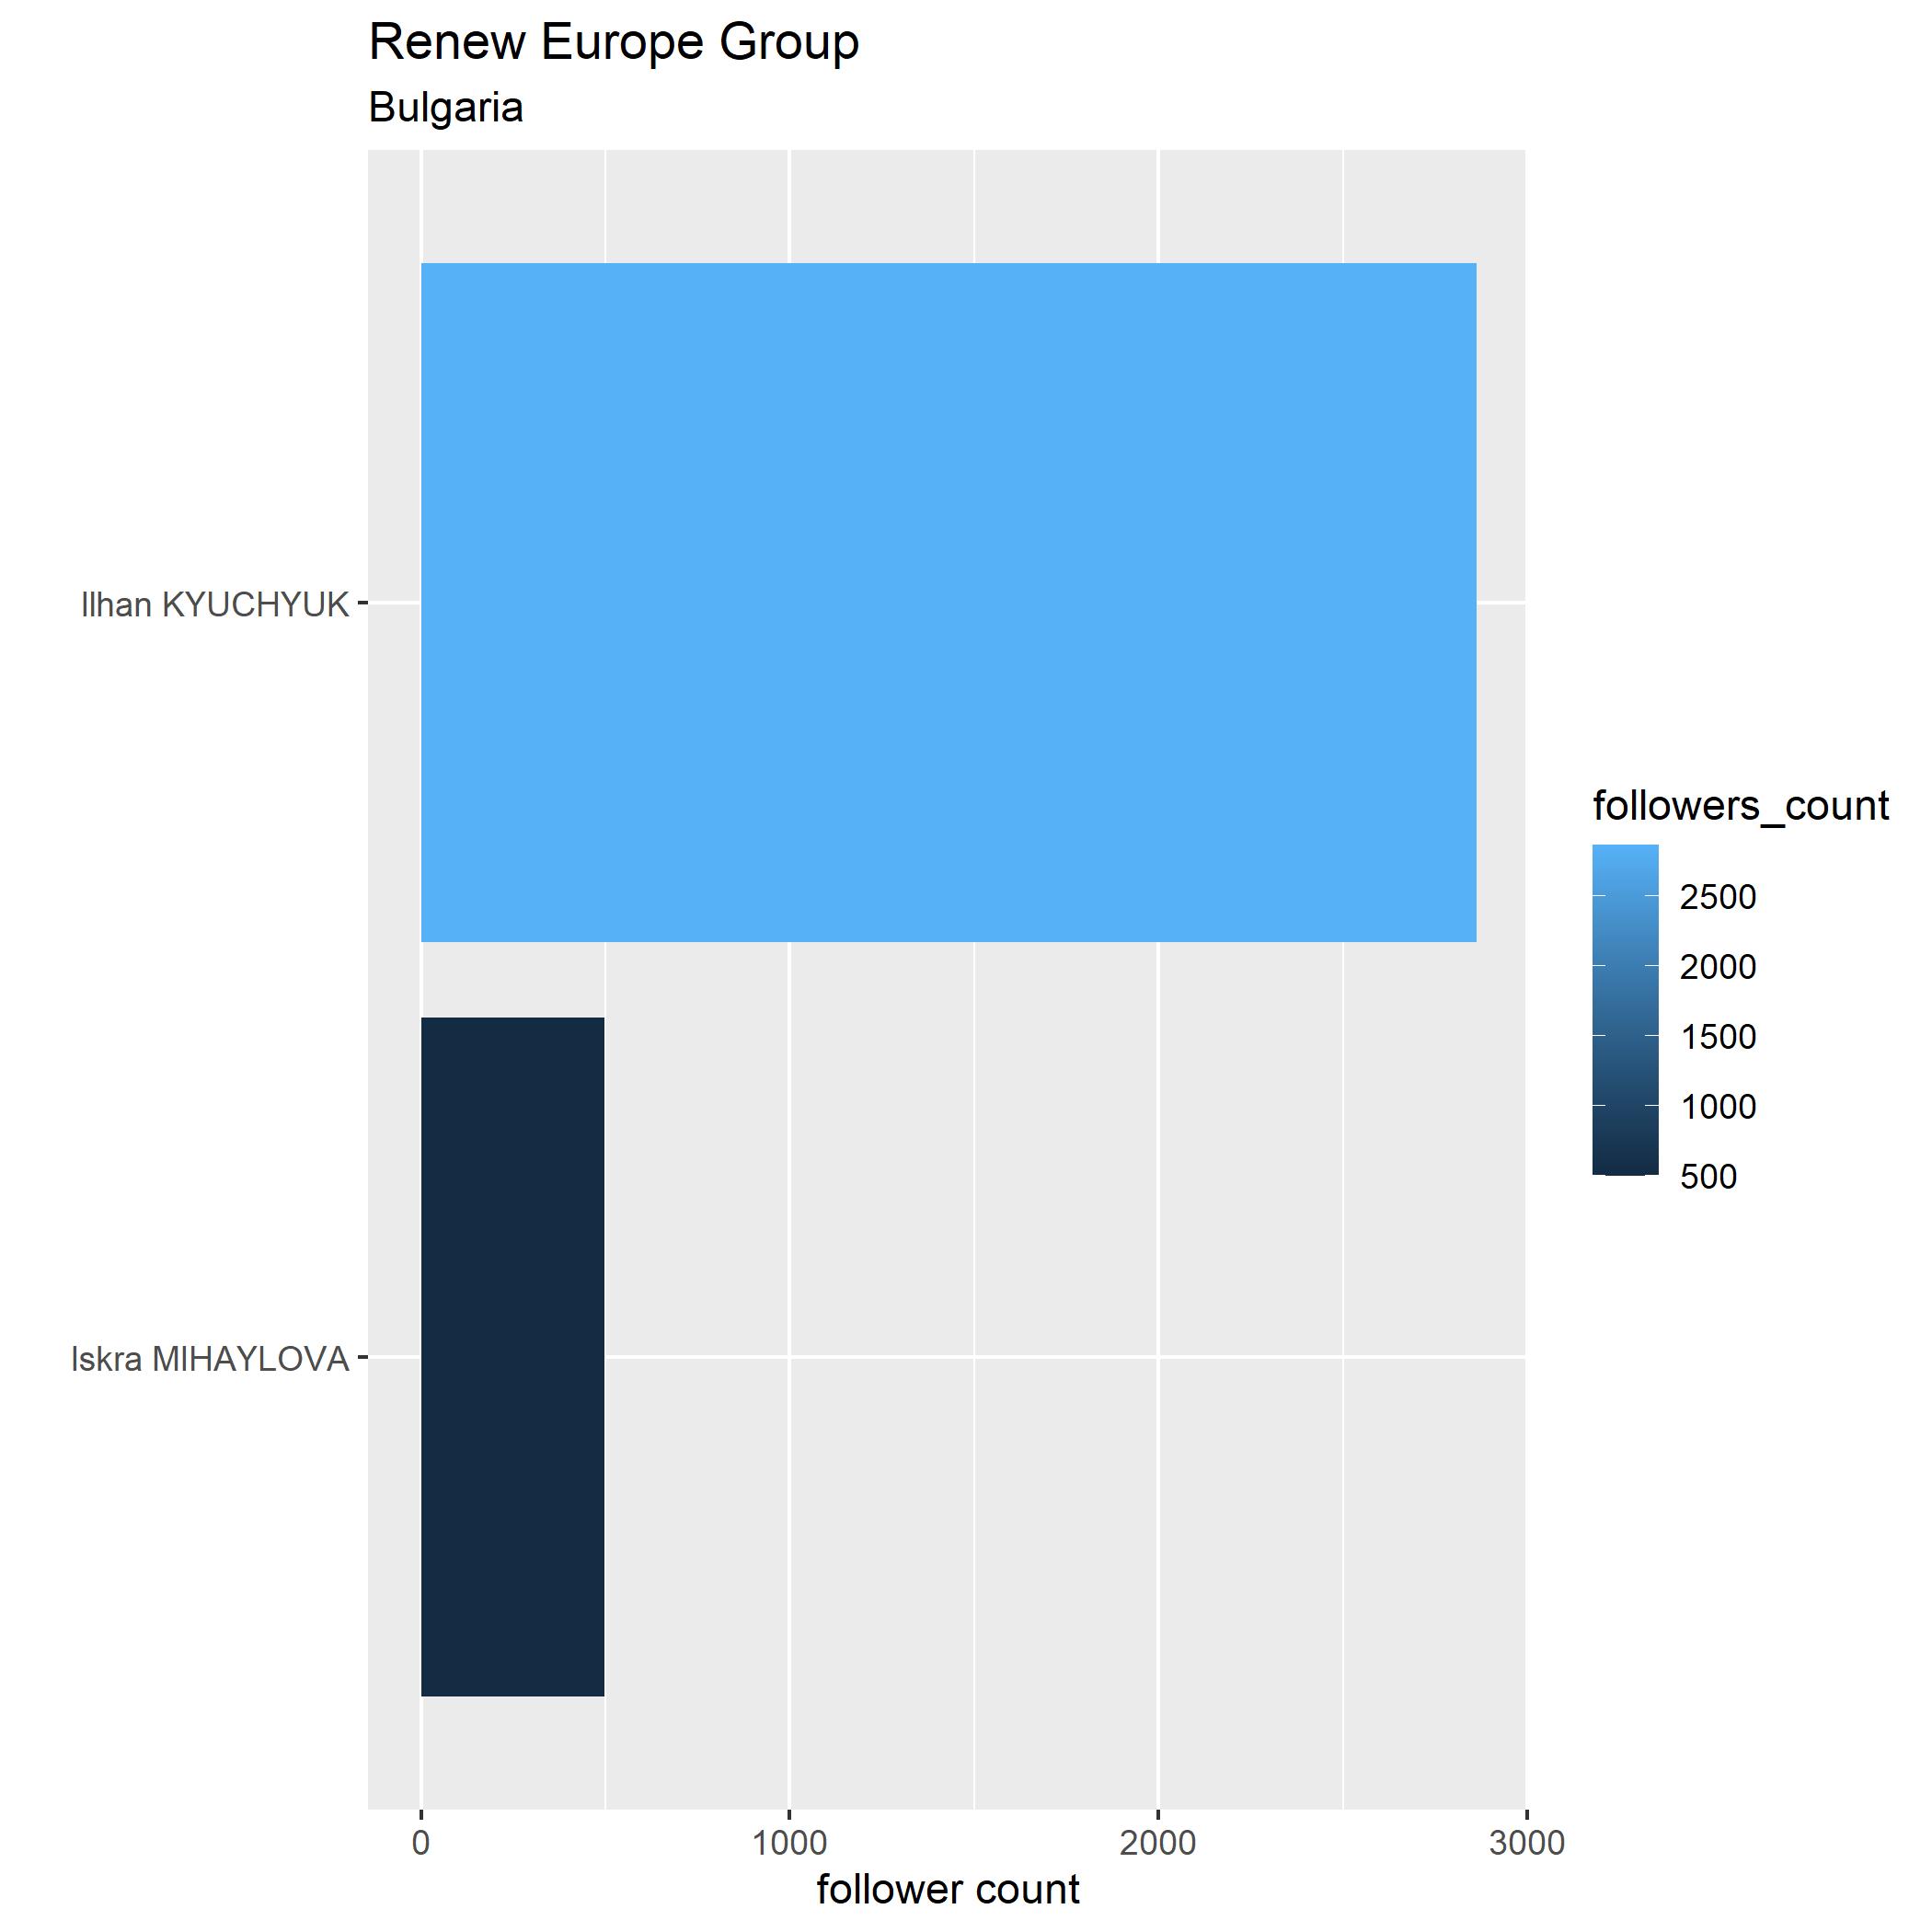 Renew Europe Group
Bulgaria
Ilhan KYUCHYUK
Iskra MIHAYLOVA
0 1000 2000 3000
follower count
followers_count
2500
2000
1500
1000
500